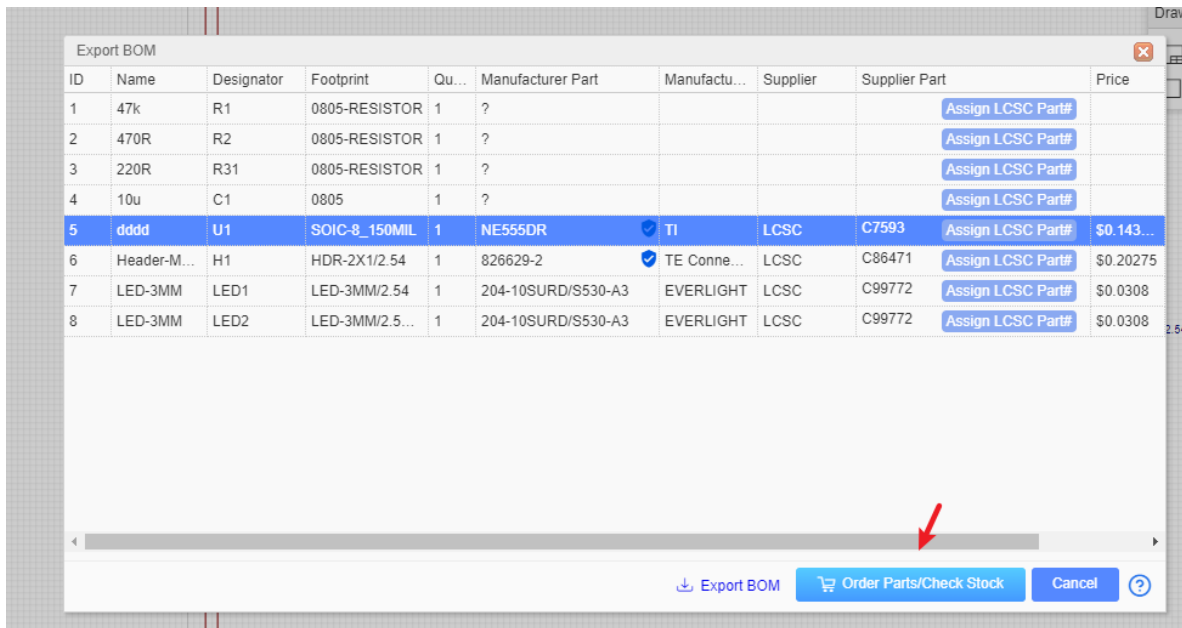 Draw
Export BOM
ID Name Designator Footprint Qu... Manufacturer Part Manufactu... Supplier Supplier Part Price
1 47k R1 0805-RESISTOR 1 ? Assign LCSC Part#
2 470R R2 0805-RESISTOR 1 ? Assign LCSC Part#
3 220R R31 0805-RESISTOR 1 ? Assign LCSC Part#
4 10u C1 0805 1 ? Assign LCSC Part#
5 dddd U1 SOIC-8_150MIL 1 NE555DR TI LCSC C7593 Assign LCSC Part# $0.143...
6 Header-M... H1 HDR-2X1/2.54 1 826629-2 TE Conne... LCSC C86471 Assign LCSC Part# $0.20275
7 LED-3MM LED1 LED-3MM/2.54 1 204-10SURD/S530-A3 EVERLIGHT LCSC C99772 Assign LCSC Part# $0.0308
8 LED-3MM LED2 LED-3MM/2.5... 1 204-10SURD/S530-A3 EVERLIGHT LCSC C99772 Assign LCSC Part# $0.0308
Export BOM Order Parts/Check Stock Cancel ?